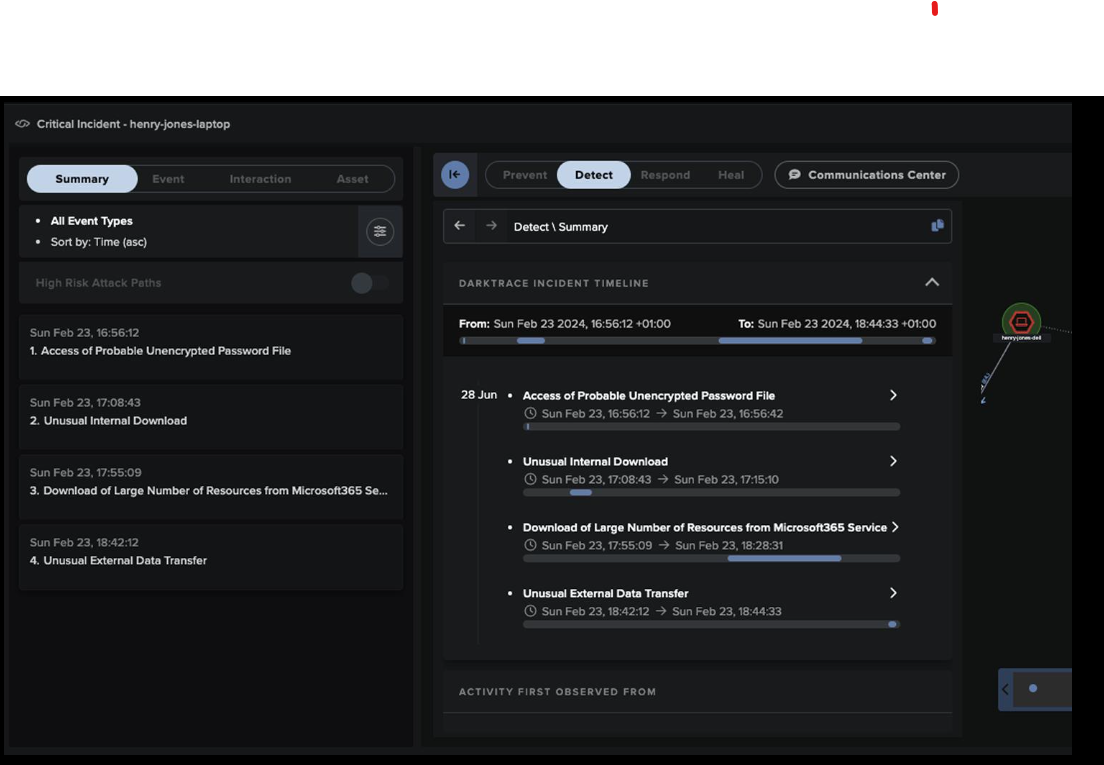 Critical Incident - henry-jones-laptop
Summary
Event
Interaction
Asset
All Event Types
Sort by: Time (asc)
High Risk Attack Paths
Sun Feb 23, 16:56:12
1. Access of Probable Unencrypted Password File
Sun Feb 23, 17:08:43
2. Unusual Internal Download
Sun Feb 23, 17:55:09
3. Download of Large Number of Resources from Microsoft365 Se...
Sun Feb 23, 18:42:12
4. Unusual External Data Transfer
Prevent
Detect
Respond
Heal
Communications Center
Detect \ Summary
DARKTRACE INCIDENT TIMELINE
From: Sun Feb 23 2024, 16:56:12 +01:00
To: Sun Feb 23 2024, 18:44:33 +01:00
28 Jun
Access of Probable Unencrypted Password File
Sun Feb 23, 16:56:12 → Sun Feb 23, 16:56:42
Unusual Internal Download
Sun Feb 23, 17:08:43 → Sun Feb 23, 17:15:10
Download of Large Number of Resources from Microsoft365 Service
Sun Feb 23, 17:55:09 → Sun Feb 23, 18:28:31
Unusual External Data Transfer
Sun Feb 23, 18:42:12 → Sun Feb 23, 18:44:33
ACTIVITY FIRST OBSERVED FROM
henry-jones-dell